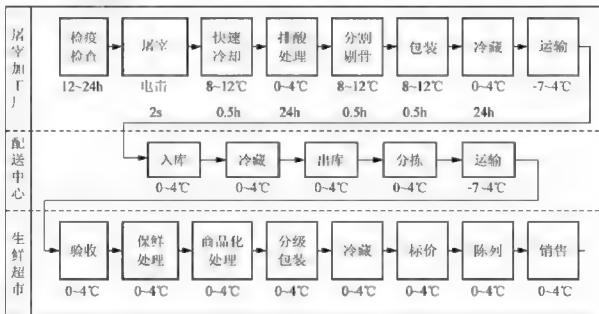 屠宰加工厂
检疫检查
屠宰
快速冷却
排酸处理
分割剔骨
包装
冷藏
运输
12~24h
电击
8~12℃
0~4℃
8~12℃
8~12℃
0~4℃
-7~4℃
2s
0.5h
24h
0.5h
0.5h
24h
配送中心
入库
冷藏
出库
分拣
运输
0~4℃
0~4℃
0~4℃
0~4℃
-7~4℃
生鲜超市
验收
保鲜处理
商品化处理
分级包装
冷藏
标价
陈列
销售
0~4℃
0~4℃
0~4℃
0~4℃
0~4℃
0~4℃
0~4℃
0~4℃